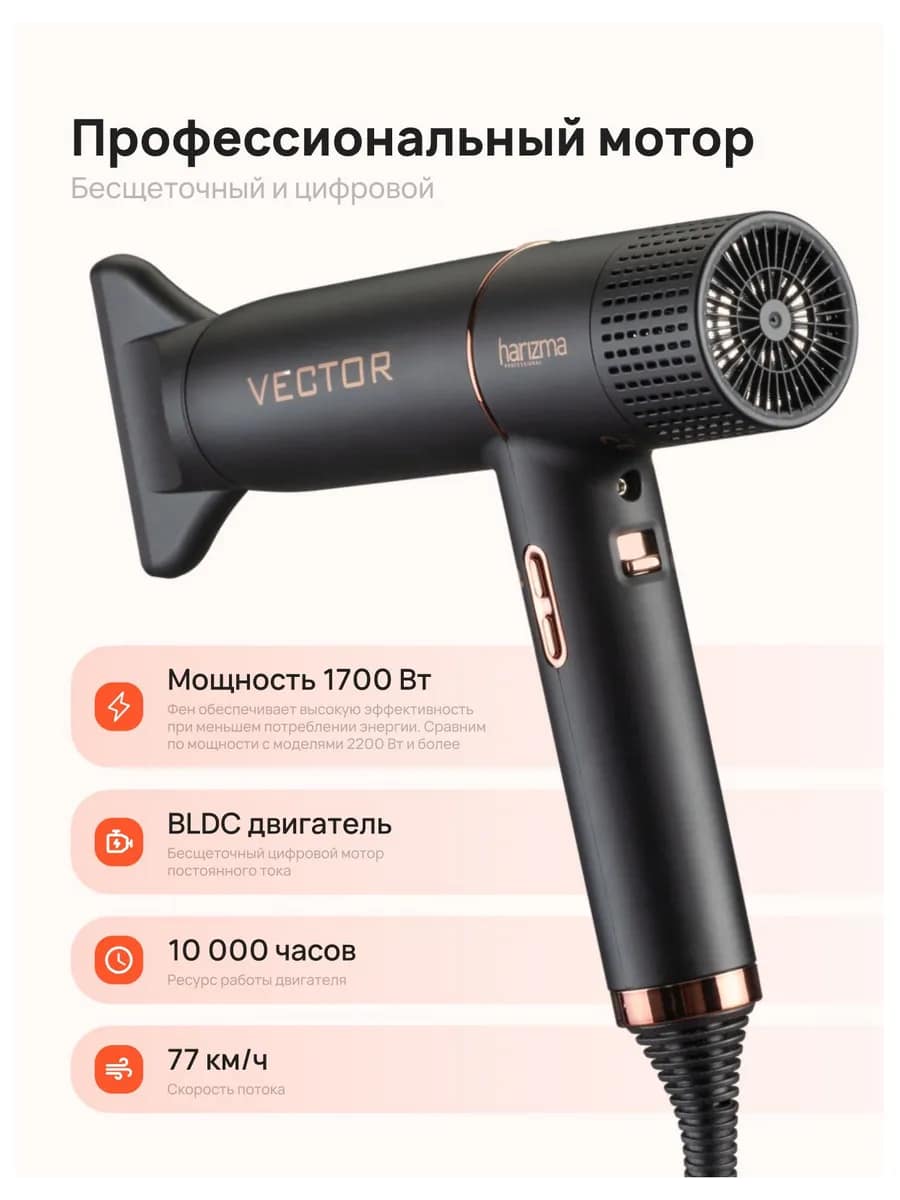 Профессиональный мотор
Бесщеточный и цифровой
VECTOR
harizma
PROFESSIONAL
Мощность 1700 Вт
Фен обеспечивает высокую эффективность
при меньшем потреблении энергии. Сравним
по мощности с моделями 2200 Вт и более
BLDC двигатель
Бесщеточный цифровой мотор
постоянного тока
10 000 часов
Ресурс работы двигателя
77 км/ч
Скорость потока